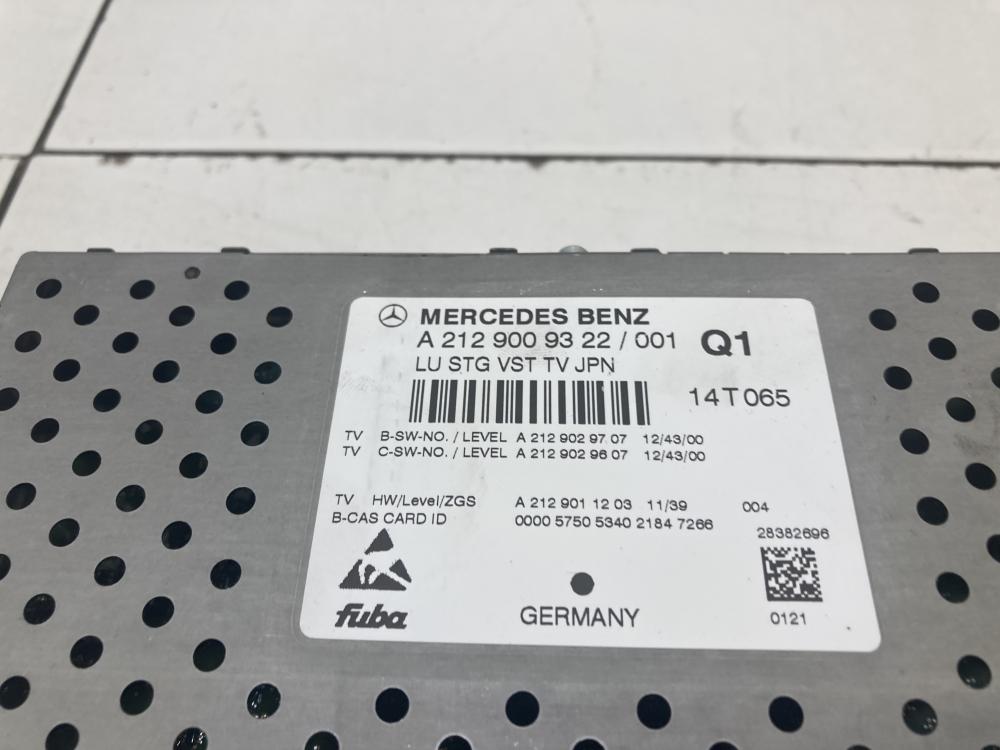 MERCEDES BENZ
A 212 900 93 22 / 001 Q1
LU STG VST TV JPN
14T065
TV B-SW-NO. / LEVEL A 212 902 97 07 12/43/00
TV C-SW-NO. / LEVEL A 212 902 96 07 12/43/00
TV HW/Level/ZGS A 212 901 12 03 11/39 004
B-CAS CARD ID 0000 5750 5340 2184 7266
28382696
fuba GERMANY 0121